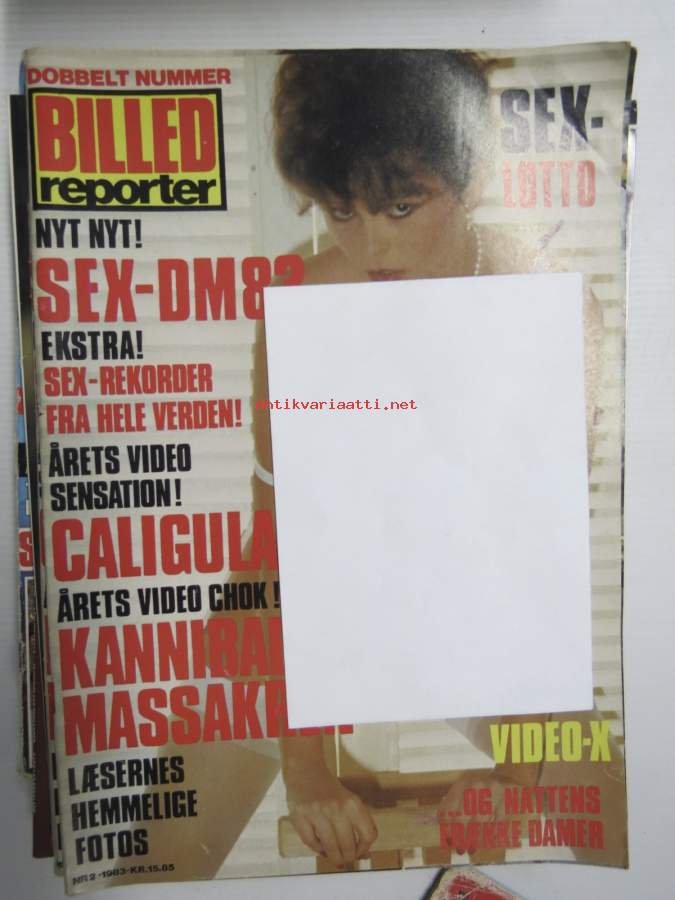 DOBBELT NUMMER
BILLED
reporter
SEX-
LOTTO
NYT NYT!
SEX-DM83
EKSTRA!
SEX-REKORDER
FRA HELE VERDEN!
antikvariaatti.net
ÅRETS VIDEO
SENSATION!
CALIGULA
ÅRETS VIDEO CHOK!
MASSAKREN
LÆSERNES
HEMMELIGE
FOTOS
VIDEO-X
...OG NATTENS
FRÆKKE DAMER
NR 2 -1983-KR.15.85